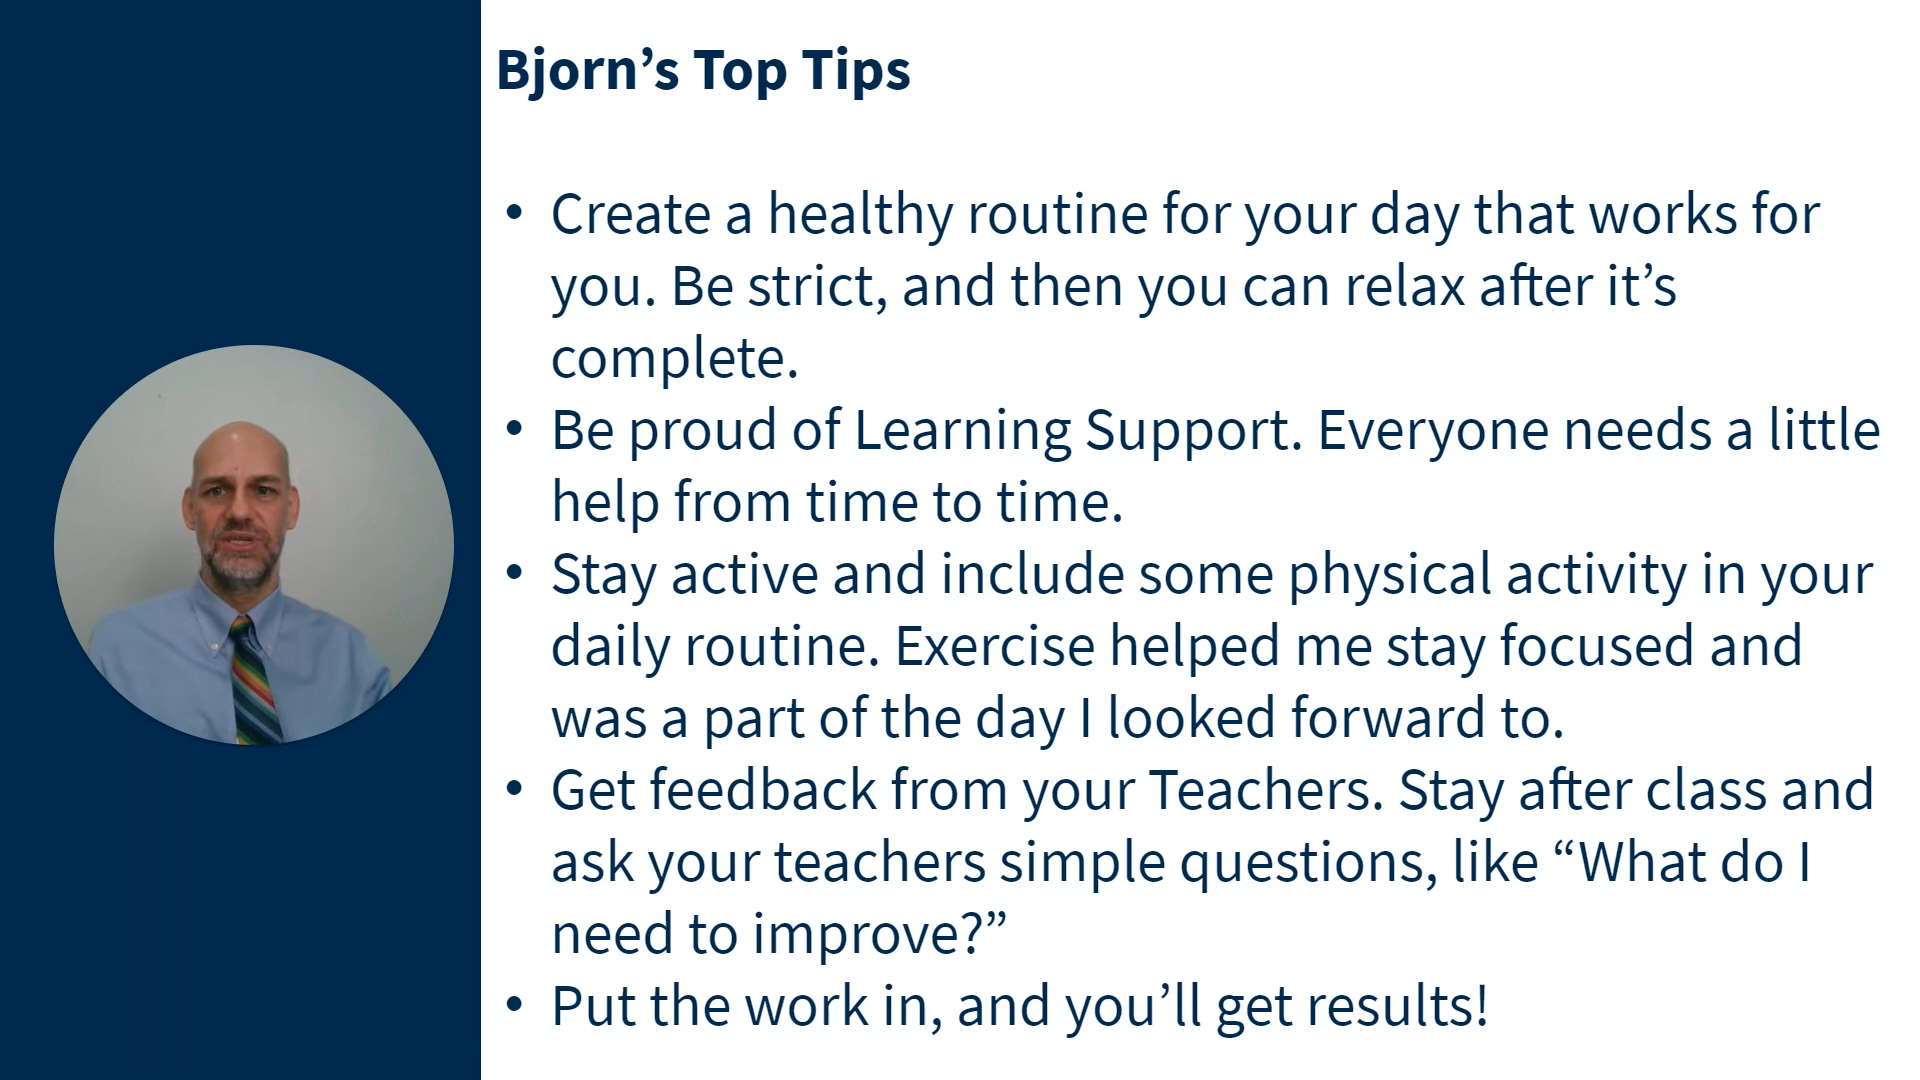 Bjorn’s Top Tips
• Create a healthy routine for your day that works for
you. Be strict, and then you can relax after it’s
complete.
• Be proud of Learning Support. Everyone needs a little
help from time to time.
• Stay active and include some physical activity in your
daily routine. Exercise helped me stay focused and
was a part of the day I looked forward to.
• Get feedback from your Teachers. Stay after class and
ask your teachers simple questions, like “What do I
need to improve?”
• Put the work in, and you’ll get results!